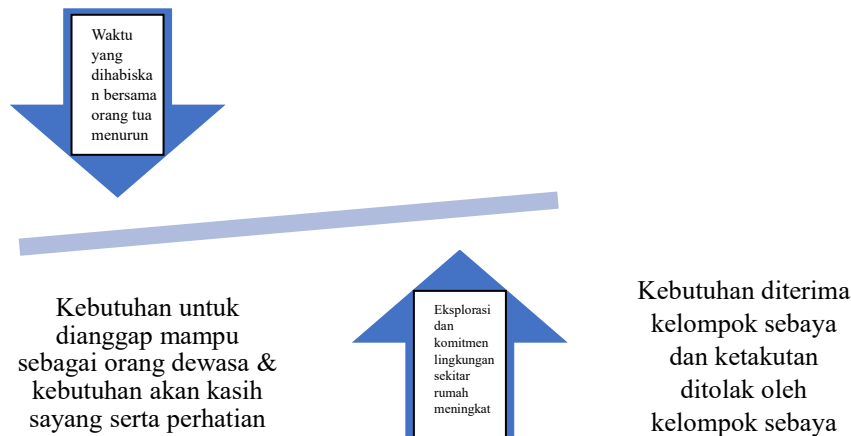 Waktu
yang
dihabiska
n bersama
orang tua
menurun
Kebutuhan untuk
dianggap mampu
sebagai orang dewasa &
kebutuhan akan kasih
sayang serta perhatian
Eksplorasi
dan
komitmen
lingkungan
sekitar
rumah
meningkat
Kebutuhan diterima
kelompok sebaya
dan ketakutan
ditolak oleh
kelompok sebaya